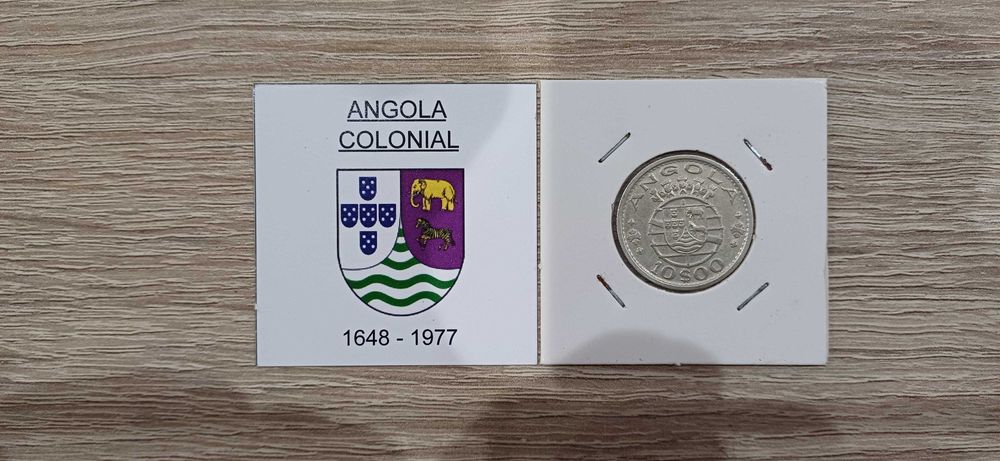 ANGOLA
COLONIAL
1648 - 1977
ANGOLA
10$00